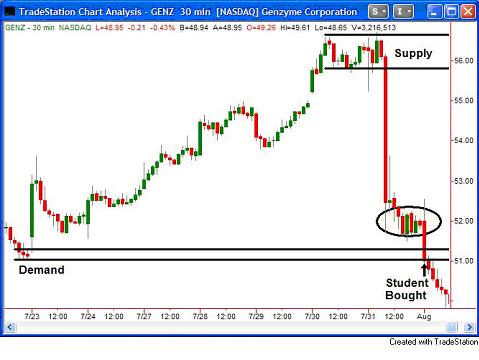 TradeStation Chart Analysis - GENZ 30 min [NASDAQ] Genzyme Corporation
S
I
GENZ - 30 min NASDAQ L=48.95 -0.21 -0.43% B=48.94 A=48.95 O=49.26 Hi=49.61 Lo=48.65 V=3,216,513
Supply
56.00
55.00
54.00
53.00
52.00
51.00
Demand
Student
Bought
7/23 12:00 7/24 12:00 7/25 12:00 7/28 12:00 7/29 12:00 7/30 12:00 7/31 12:00 Aug
Created with TradeStation